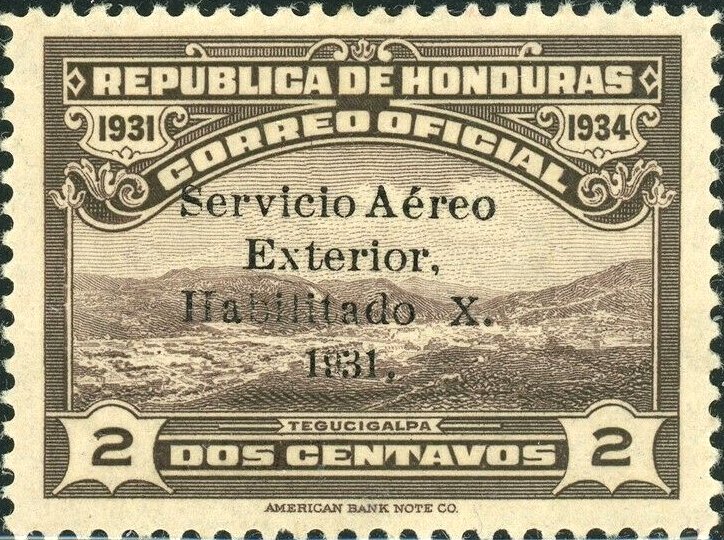 REPUBLICA DE HONDURAS
1931 1934
CORREO OFICIAL
Servicio Aéreo
Exterior,
Habilitado X.
1931.
TEGUCIGALPA
2 DOS CENTAVOS 2
AMERICAN BANK NOTE CO.